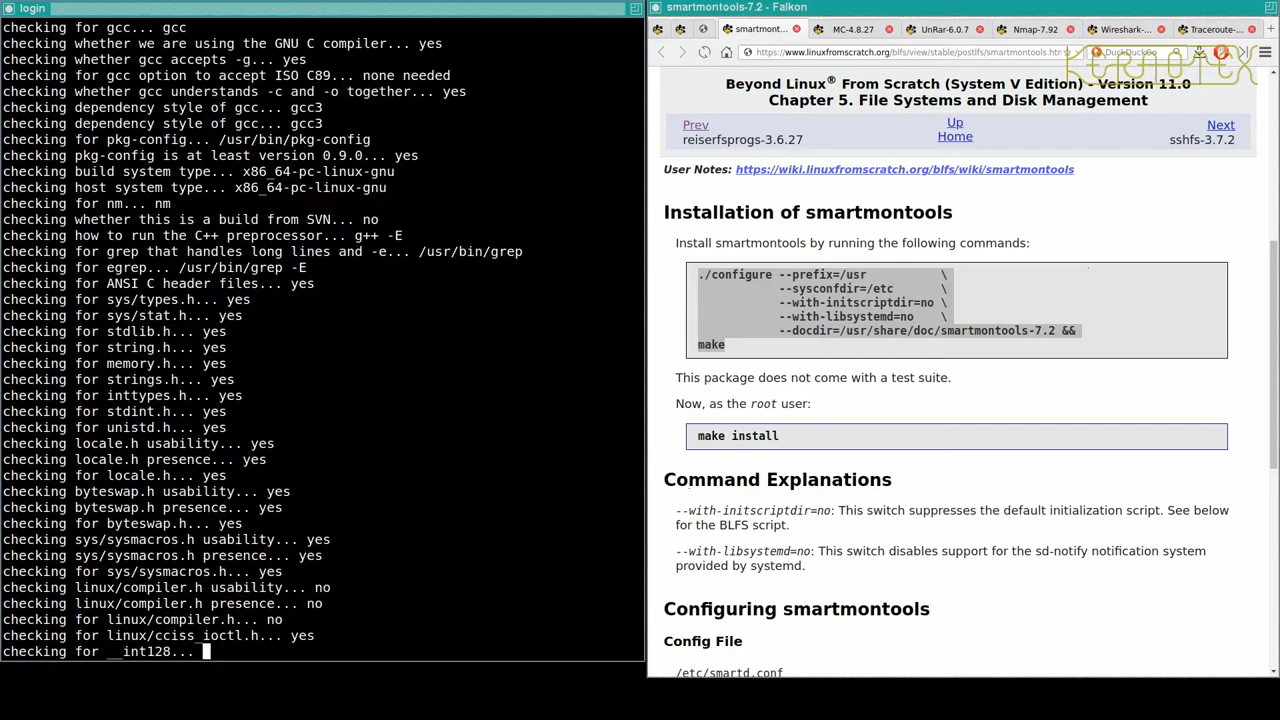 login
checking for gcc... gcc
checking whether we are using the GNU C compiler... yes
checking whether gcc accepts -g... yes
checking for gcc option to accept ISO C89... none needed
checking whether gcc understands -c and -o together... yes
dependency style of gcc... gcc3
checking dependency style of gcc... gcc3
checking for pkg-config... /usr/bin/pkg-config
checking pkg-config is at least version 0.9.0... yes
checking build system type... x86_64-pc-linux-gnu
checking host system type... x86_64-pc-linux-gnu
checking for nm... nm
checking whether this is a build from SVN... no
checking how to run the C++ preprocessor... g++ -E
checking for grep that handles long lines and -e... /usr/bin/grep
checking for egrep... /usr/bin/grep -E
checking for ANSI C header files... yes
checking for sys/types.h... yes
checking for sys/stat.h... yes
checking for stdlib.h... yes
checking for string.h... yes
checking for memory.h... yes
checking for strings.h... yes
checking for inttypes.h... yes
checking for stdint.h... yes
checking for unistd.h... yes
checking locale.h usability... yes
checking locale.h presence... yes
checking for locale.h... yes
checking byteswap.h usability... yes
checking byteswap.h presence... yes
checking for byteswap.h... yes
checking sys/sysmacros.h usability... yes
checking sys/sysmacros.h presence... yes
checking for sys/sysmacros.h... yes
checking linux/compiler.h usability... no
checking linux/compiler.h presence... no
checking for linux/compiler.h... no
checking for linux/cciss_ioctl.h... yes
checking for __int128...
smartmontools-7.2 - Falkon
smartmont... MC-4.8.27 UnRar-6.0.7 Nmap-7.92 Wireshark-... Traceroute-...
https://www.linuxfromscratch.org/blfs/view/stable/postlfs/smartmontools.htm DuckDuckGo
KERNOTEX
Beyond Linux® From Scratch (System V Edition) - Version 11.0
Chapter 5. File Systems and Disk Management
Prev Up Next
reiserfsprogs-3.6.27 Home sshfs-3.7.2
User Notes: https://wiki.linuxfromscratch.org/blfs/wiki/smartmontools
Installation of smartmontools
Install smartmontools by running the following commands:
./configure --prefix=/usr \
--sysconfdir=/etc \
--with-initscriptdir=no \
--with-libsystemd=no \
--docdir=/usr/share/doc/smartmontools-7.2 &&
make
This package does not come with a test suite.
Now, as the root user:
make install
Command Explanations
--with-initscriptdir=no: This switch suppresses the default initialization script. See below
for the BLFS script.
--with-libsystemd=no: This switch disables support for the sd-notify notification system
provided by systemd.
Configuring smartmontools
Config File
/etc/smartd.conf